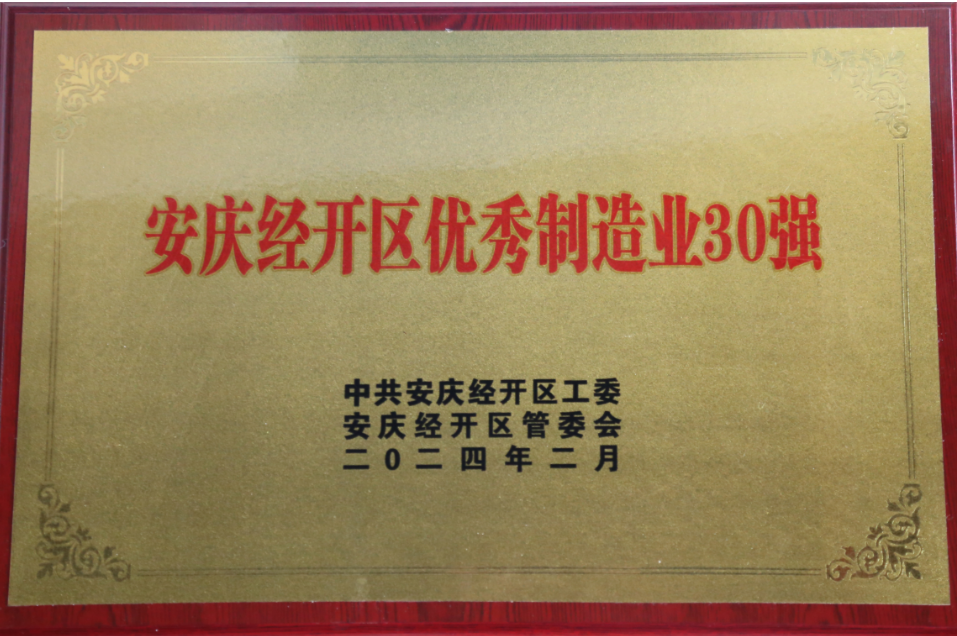 安庆经开区优秀制造业30强
中共安庆经开区工委
安庆经开区管委会
二0二四年二月